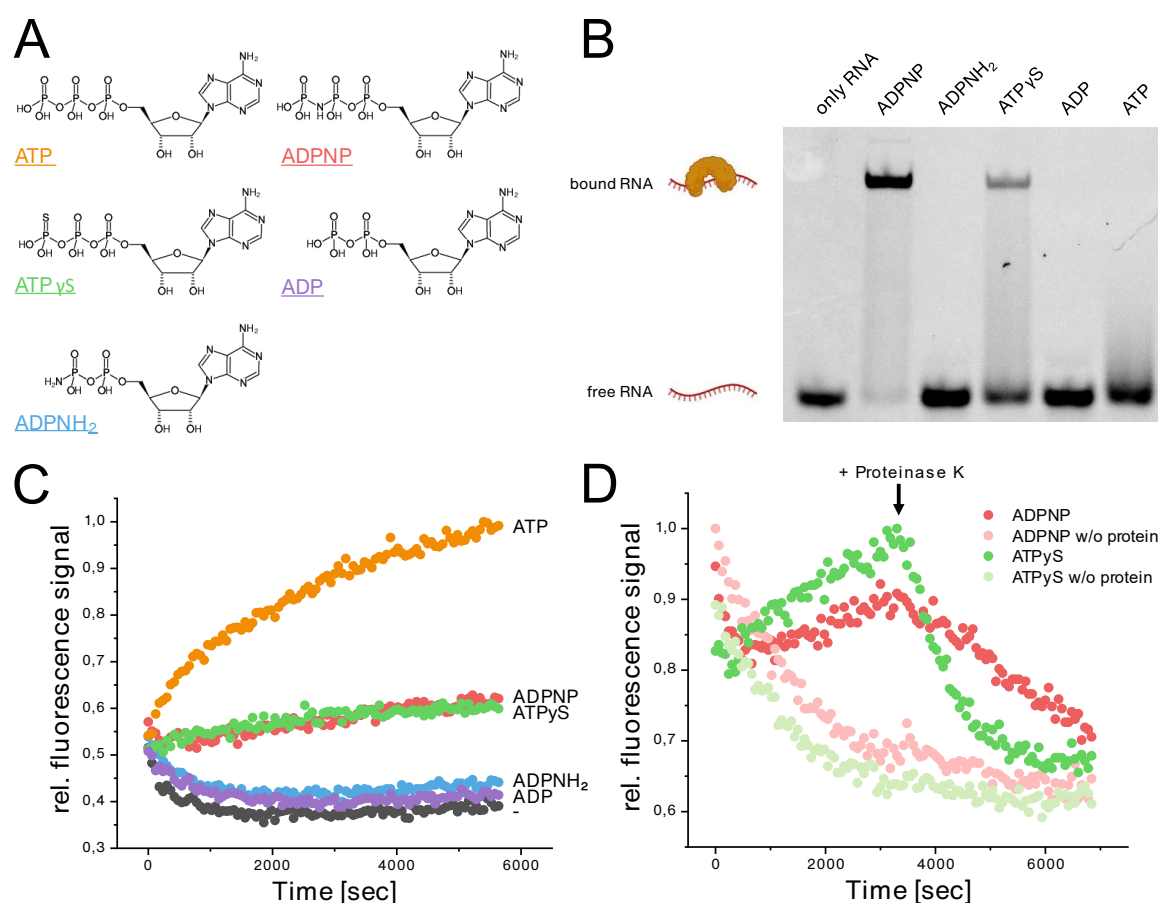 A
ATP
ADPNP
ATPγS
ADP
ADPNH₂
B
only RNA
ADPNP
ADPNH₂
ATPγS
ADP
ATP
bound RNA
free RNA
C
rel. fluorescence signal
1,0
0,9
0,8
0,7
0,6
0,5
0,4
0,3
ATP
ADPNP
ATPγS
ADPNH₂
ADP
-
0
2000
4000
6000
Time [sec]
D
+ Proteinase K
ADPNP
ADPNP w/o protein
ATPγS
ATPγS w/o protein
rel. fluorescence signal
1,0
0,9
0,8
0,7
0,6
0
2000
4000
6000
Time [sec]